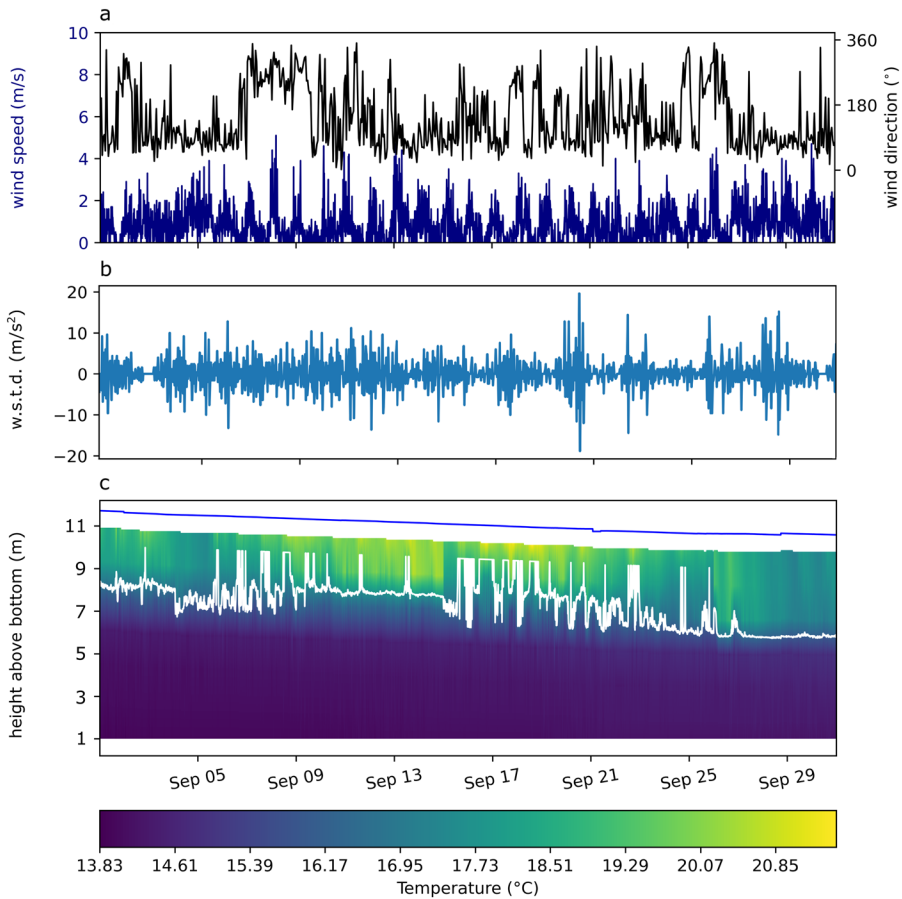 a
10
8
6
4
2
0
wind speed (m/s)
360
180
0
wind direction (°)
b
20
10
0
−10
−20
w.s.t.d. (m/s²)
c
11
9
7
5
3
1
height above bottom (m)
Sep 05 Sep 09 Sep 13 Sep 17 Sep 21 Sep 25 Sep 29
13.83 14.61 15.39 16.17 16.95 17.73 18.51 19.29 20.07 20.85
Temperature (°C)